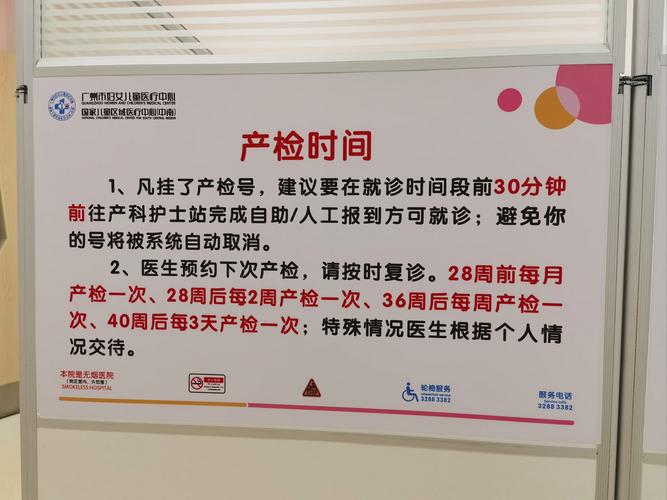 广州市妇女儿童医疗中心
GUANGZHOU WOMEN AND CHILDREN'S MEDICAL CENTER
国家儿童区域医疗中心(中南)
NATIONAL CHILDREN'S MEDICAL CENTER FOR SOUTH CENTRAL REGION
产检时间
1、凡挂了产检号，建议要在就诊时间段前30分钟
前往产科护士站完成自助/人工报到方可就诊；避免你
的号将被系统自动取消。
2、医生预约下次产检，请按时复诊。28周前每月
产检一次、28周后每2周产检一次、36周后每周产检一
次、40周后每3天产检一次；特殊情况医生根据个人情
况交待。
本院是无烟医院
SMOKELESS HOSPITAL
轮椅服务
wheelchair service
3288 3382
服务电话
Service calls
3288 3382